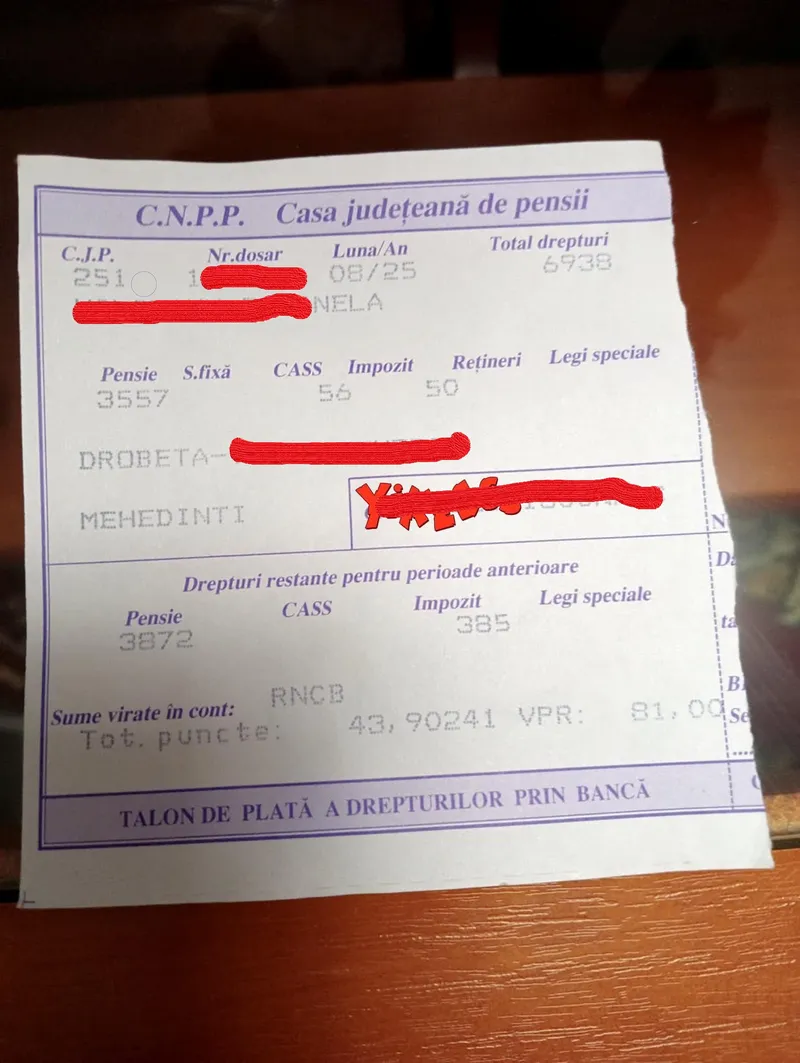 C.N.P.P. Casa județeană de pensii
C.J.P. Nr.dosar Luna/An Total drepturi
251 1 08/25 6938
NELA
Pensie S.fixă CASS Impozit Rețineri Legi speciale
3557 56 50
DROBETA-
MEHEDINTI
N
Drepturi restante pentru perioade anterioare
Pensie CASS Impozit Legi speciale
3872 385
ta
Sume virate în cont: RNCB
Tot. puncte: 43,90241 VPR: 81,00
Se
....
TALON DE PLATĂ A DREPTURILOR PRIN BANCĂ